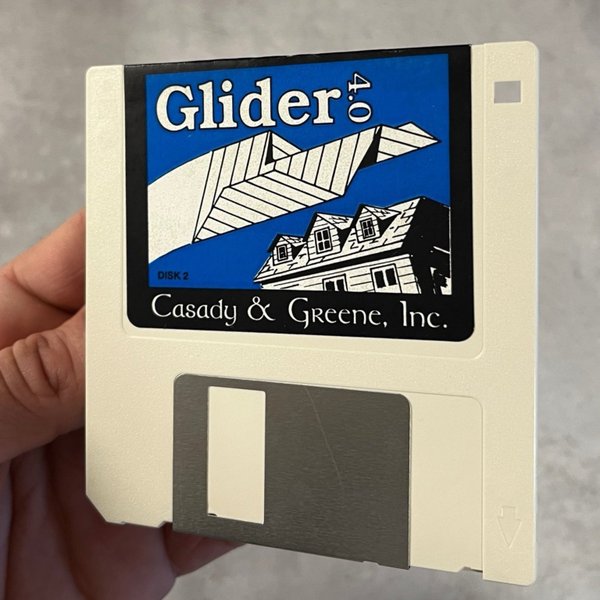 Glider 4.0
DISK 2
Casady & Greene, Inc.